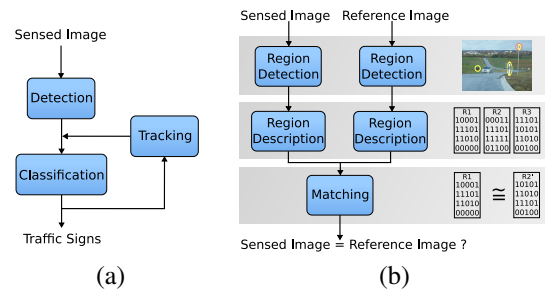 Sensed Image
Detection
Tracking
Classification
Traffic Signs
(a)
Sensed Image
Reference Image
Region
Detection
Region
Detection
Region
Description
Region
Description
R1
10001
11101
11010
00000
R2
00011
11101
11111
01100
R3
11101
10101
11010
00100
Matching
R1
10001
11101
11010
00000
≅
R2'
10101
11010
11101
00100
Sensed Image = Reference Image ?
(b)